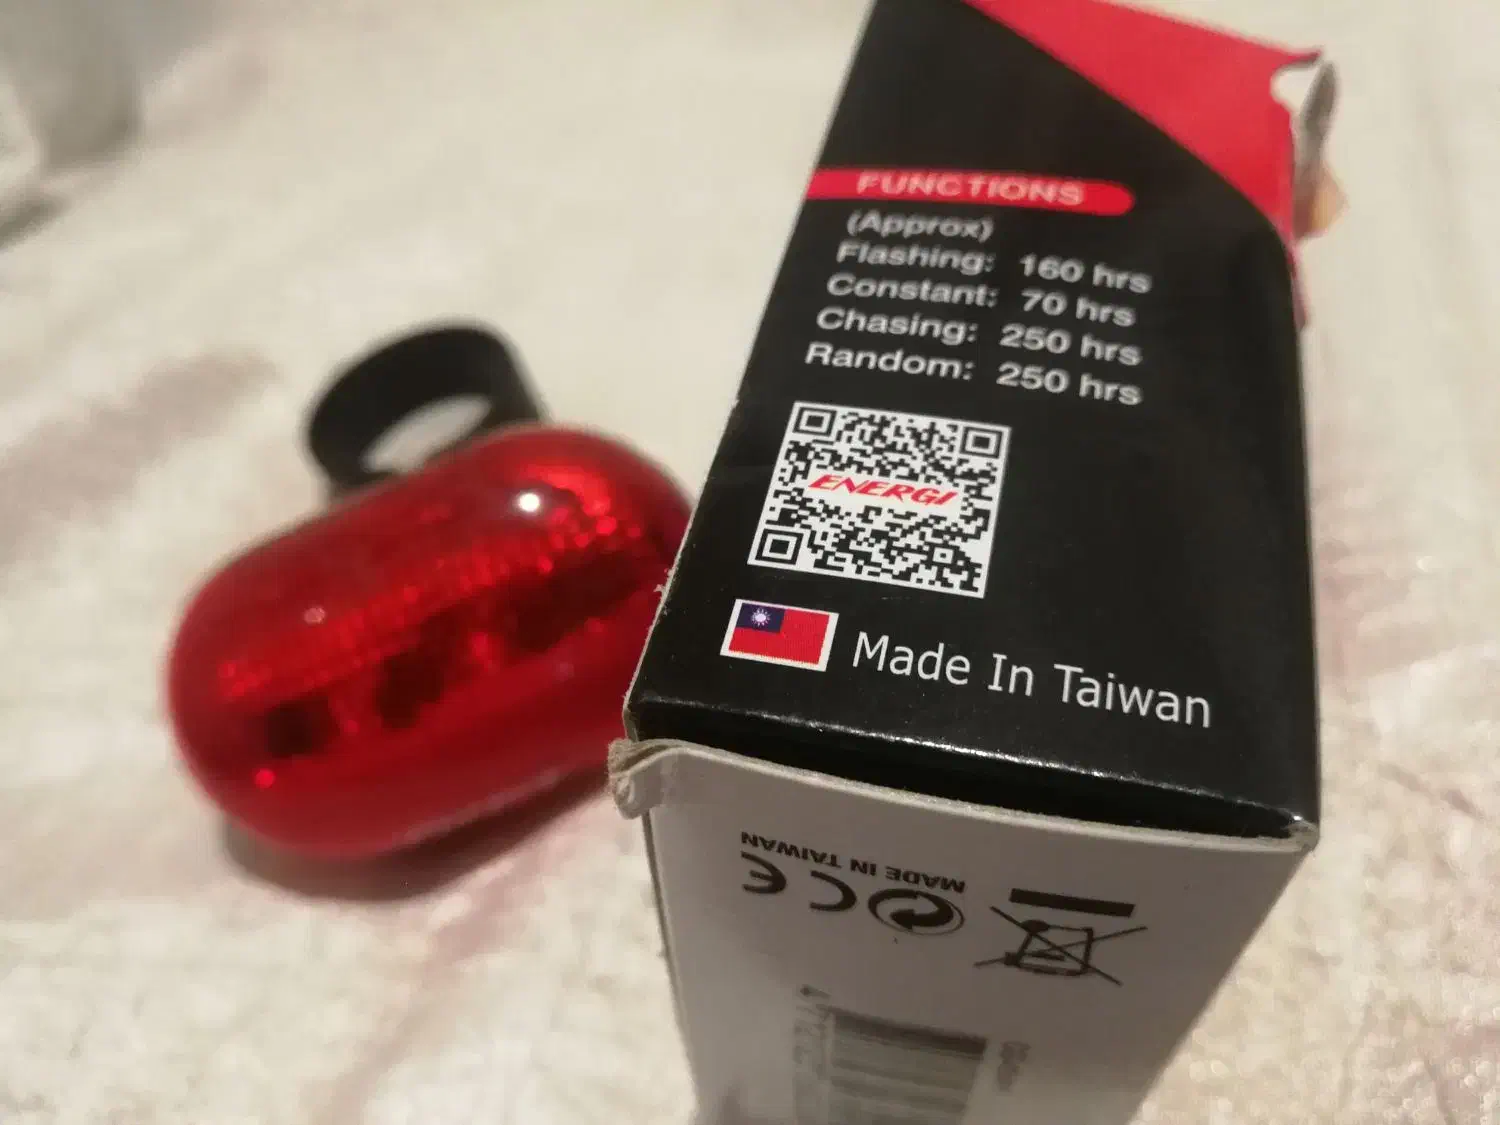 FUNCTIONS
(Approx)
Flashing: 160 hrs
Constant: 70 hrs
Chasing: 250 hrs
Random: 250 hrs
ENERGI
Made In Taiwan
MADE IN TAIWAN
CE